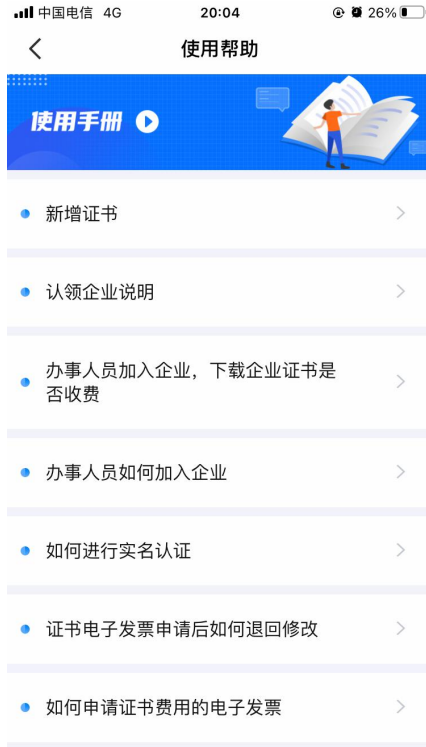 中国电信 4G 20:04 26%
使用帮助
使用手册
新增证书
认领企业说明
办事人员加入企业，下载企业证书是
否收费
办事人员如何加入企业
如何进行实名认证
证书电子发票申请后如何退回修改
如何申请证书费用的电子发票